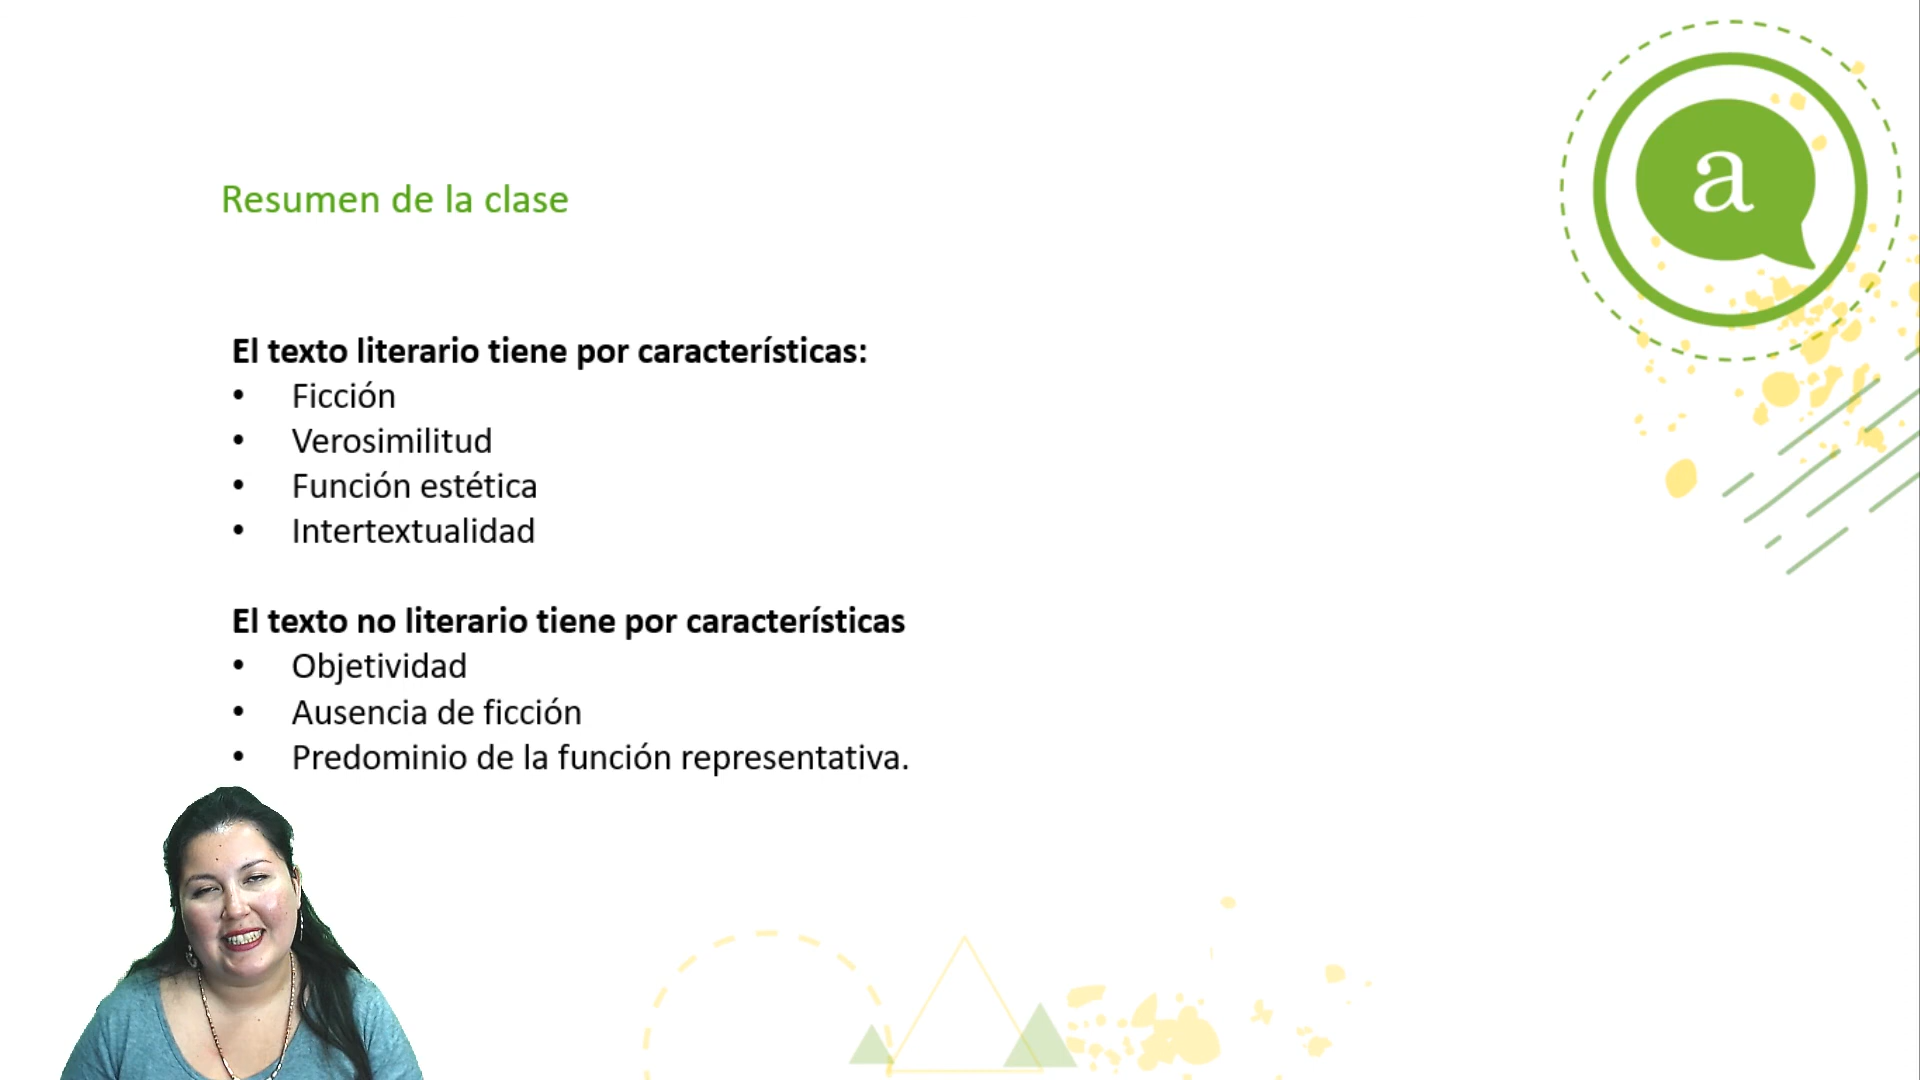 a
Resumen de la clase
El texto literario tiene por características:
• Ficción
• Verosimilitud
• Función estética
• Intertextualidad
El texto no literario tiene por características
• Objetividad
• Ausencia de ficción
• Predominio de la función representativa.